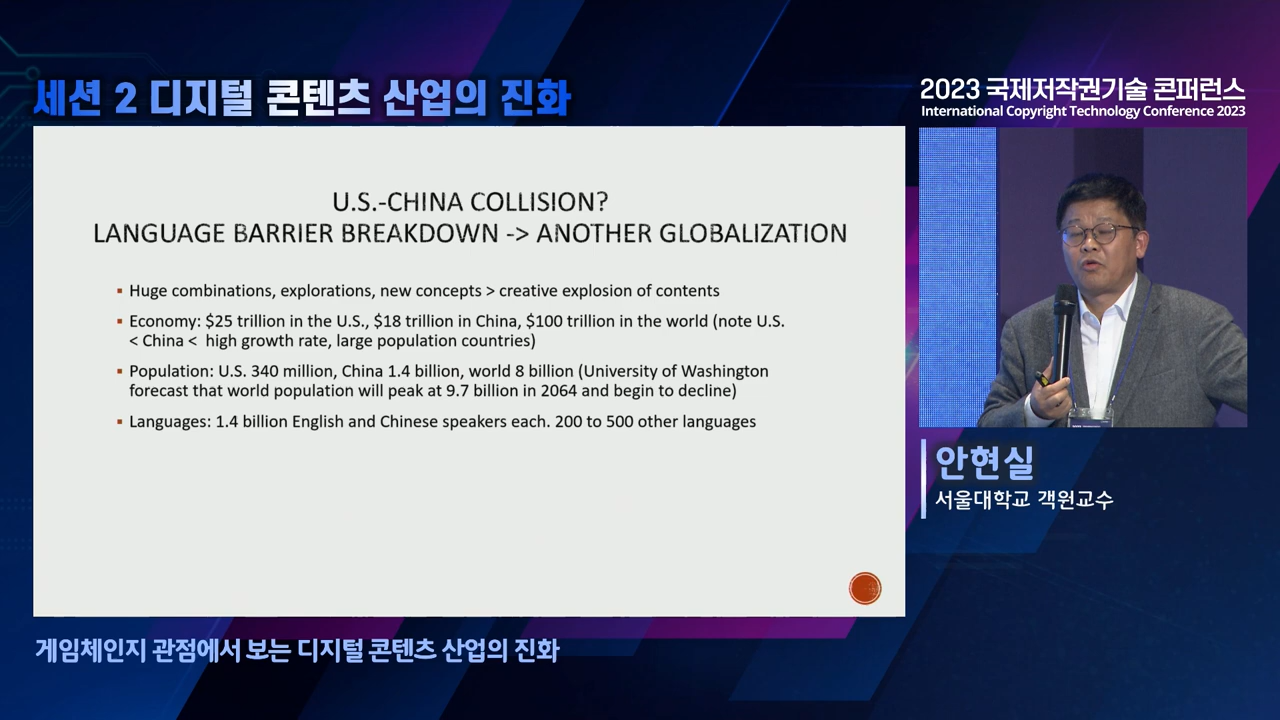 세션 2 디지털 콘텐츠 산업의 진화
2023 국제저작권기술 콘퍼런스
International Copyright Technology Conference 2023
U.S.-CHINA COLLISION?
LANGUAGE BARRIER BREAKDOWN -> ANOTHER GLOBALIZATION
▪ Huge combinations, explorations, new concepts > creative explosion of contents
▪ Economy: $25 trillion in the U.S., $18 trillion in China, $100 trillion in the world (note U.S.
< China < high growth rate, large population countries)
▪ Population: U.S. 340 million, China 1.4 billion, world 8 billion (University of Washington
forecast that world population will peak at 9.7 billion in 2064 and begin to decline)
▪ Languages: 1.4 billion English and Chinese speakers each. 200 to 500 other languages
안현실
서울대학교 객원교수
게임체인지 관점에서 보는 디지털 콘텐츠 산업의 진화